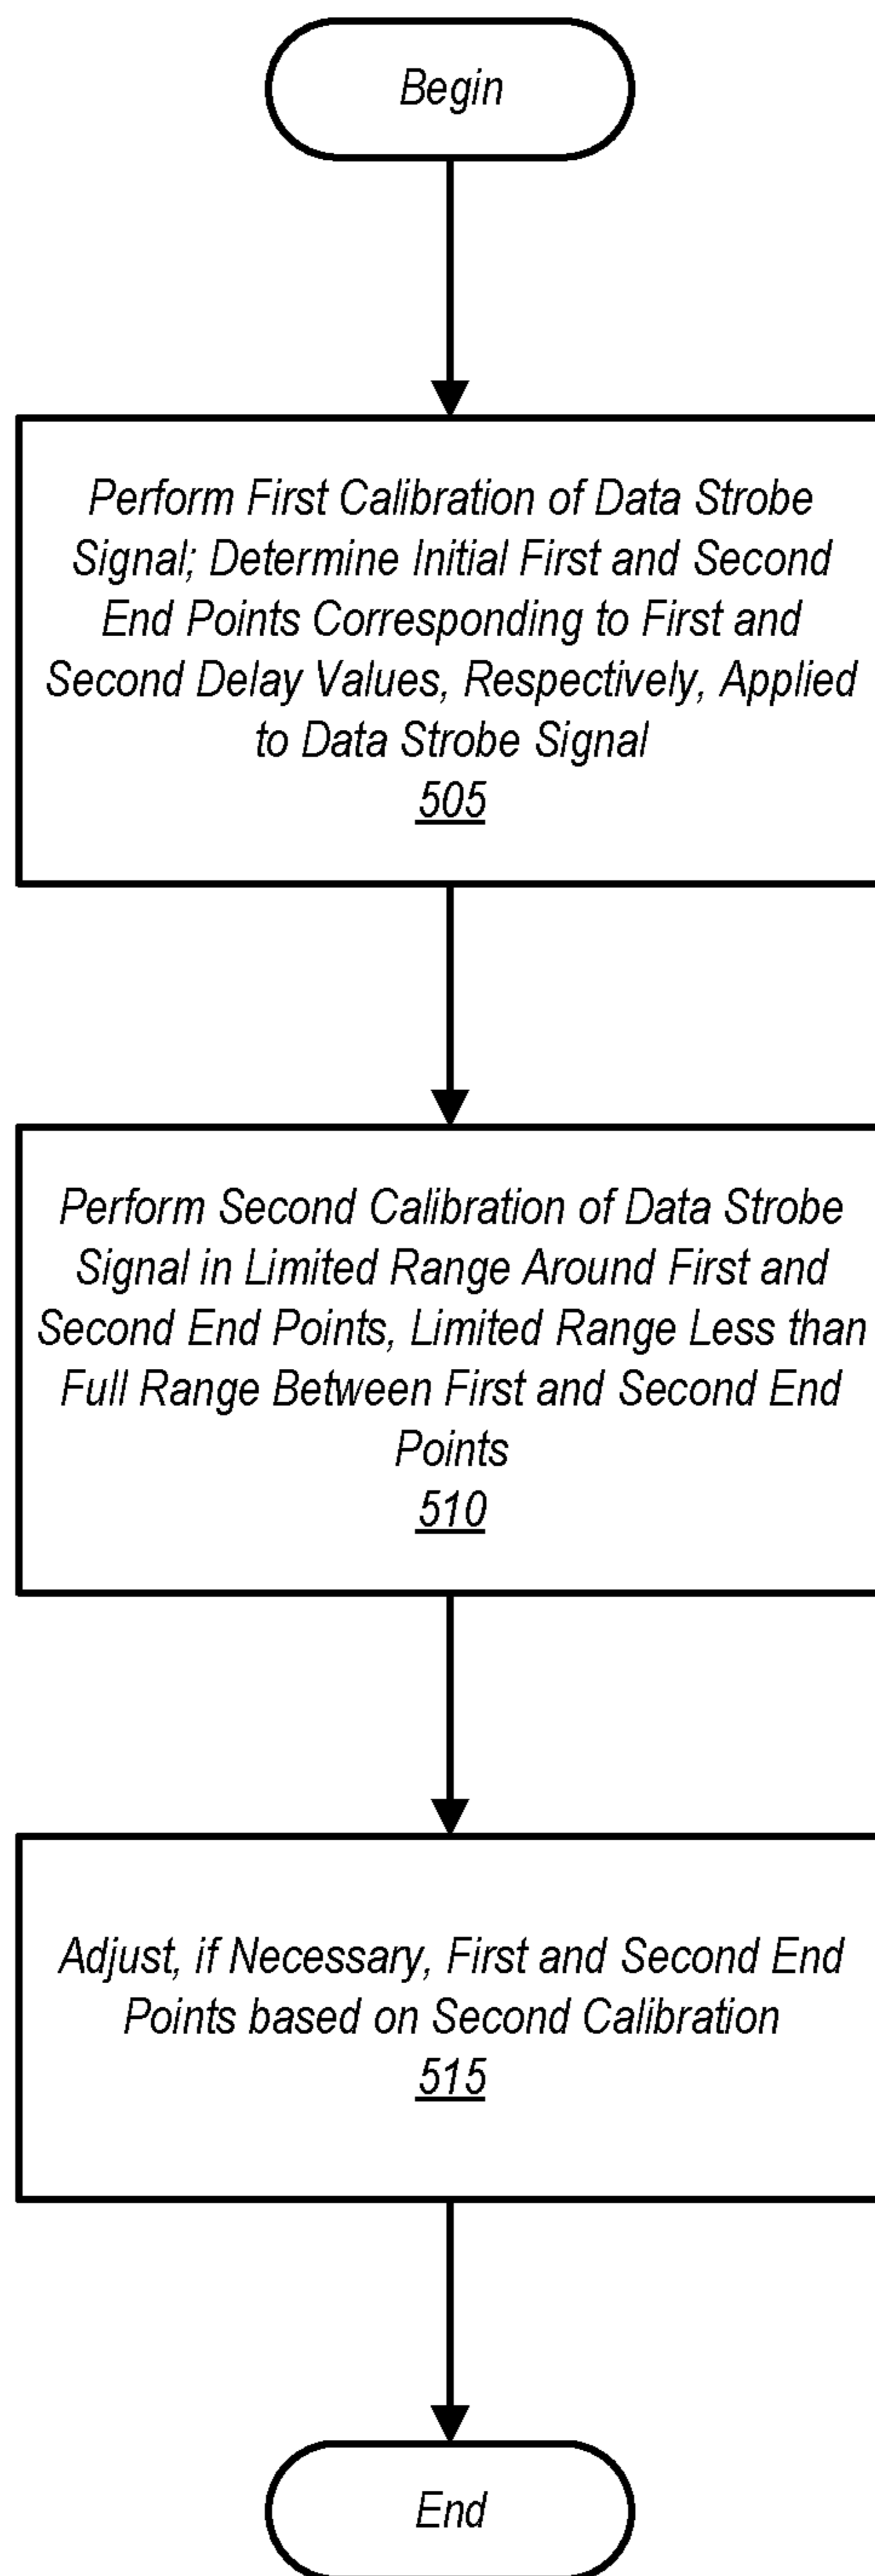 Begin
Perform First Calibration of Data Strobe
Signal; Determine Initial First and Second
End Points Corresponding to First and
Second Delay Values, Respectively, Applied
to Data Strobe Signal
505
Perform Second Calibration of Data Strobe
Signal in Limited Range Around First and
Second End Points, Limited Range Less than
Full Range Between First and Second End
Points
510
Adjust, if Necessary, First and Second End
Points based on Second Calibration
515
End